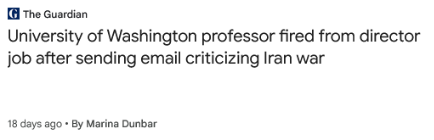 G The Guardian
University of Washington professor fired from director
job after sending email criticizing Iran war
18 days ago • By Marina Dunbar